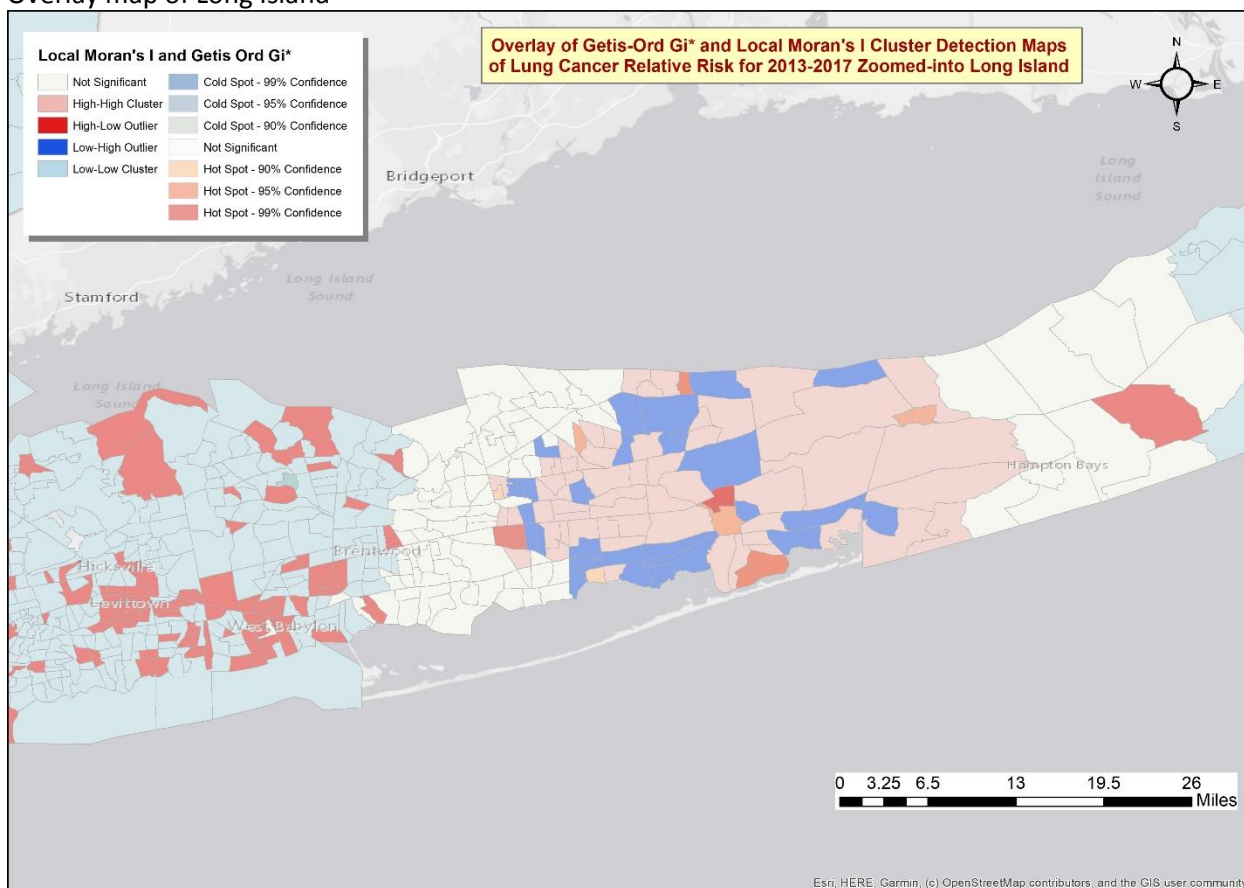 Overlay map of Long Island
Overlay of Getis-Ord Gi* and Local Moran's I Cluster Detection Maps
of Lung Cancer Relative Risk for 2013-2017 Zoomed-into Long Island
Local Moran's I and Getis Ord Gi*
Not Significant
High-High Cluster
High-Low Outlier
Low-High Outlier
Low-Low Cluster
Cold Spot - 99% Confidence
Cold Spot - 95% Confidence
Cold Spot - 90% Confidence
Not Significant
Hot Spot - 90% Confidence
Hot Spot - 95% Confidence
Hot Spot - 99% Confidence
N
W E
S
Bridgeport
Long
Island
Sound
Long Island
Sound
Stamford
Long Island
Sound
Hampton Bays
Brentwood
Hicksville
Levittown
West Babylon
0 3.25 6.5 13 19.5 26
Miles
Esri, HERE, Garmin, (c) OpenStreetMap contributors, and the GIS user community